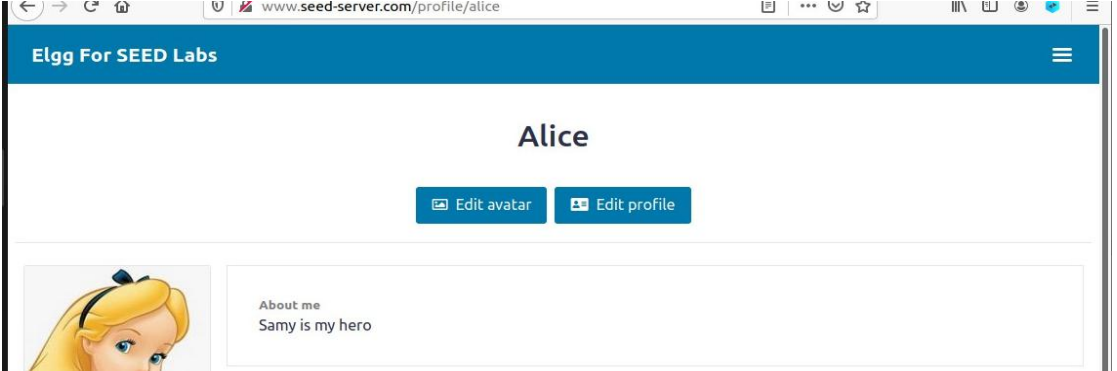 www.seed-server.com/profile/alice
Elgg For SEED Labs
Alice
Edit avatar
Edit profile
About me
Samy is my hero